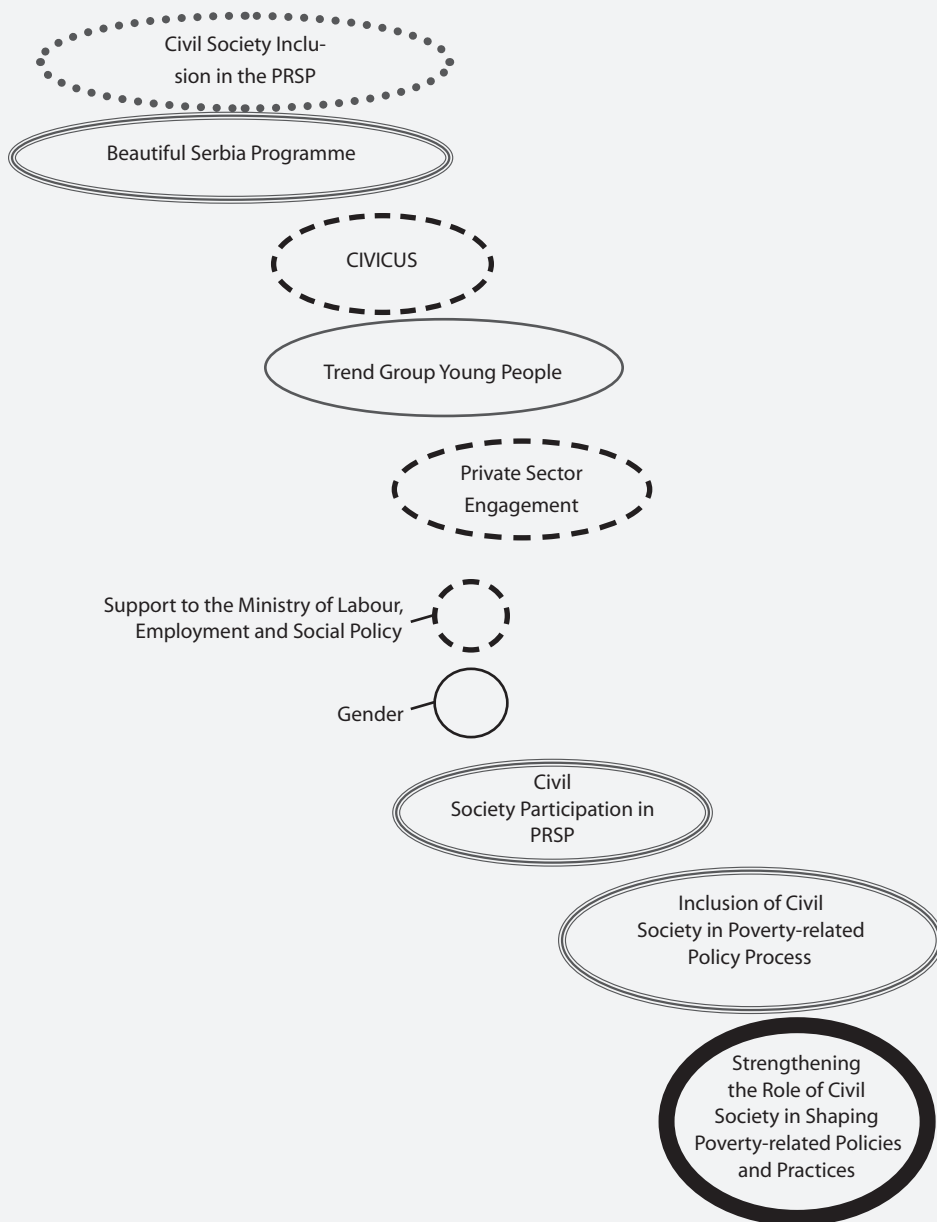 Civil Society Inclu-
sion in the PRSP
Beautiful Serbia Programme
CIVICUS
Trend Group Young People
Private Sector
Engagement
Support to the Ministry of Labour,
Employment and Social Policy
Gender
Civil
Society Participation in
PRSP
Inclusion of Civil
Society in Poverty-related
Policy Process
Strengthening
the Role of Civil
Society in Shaping
Poverty-related Policies
and Practices